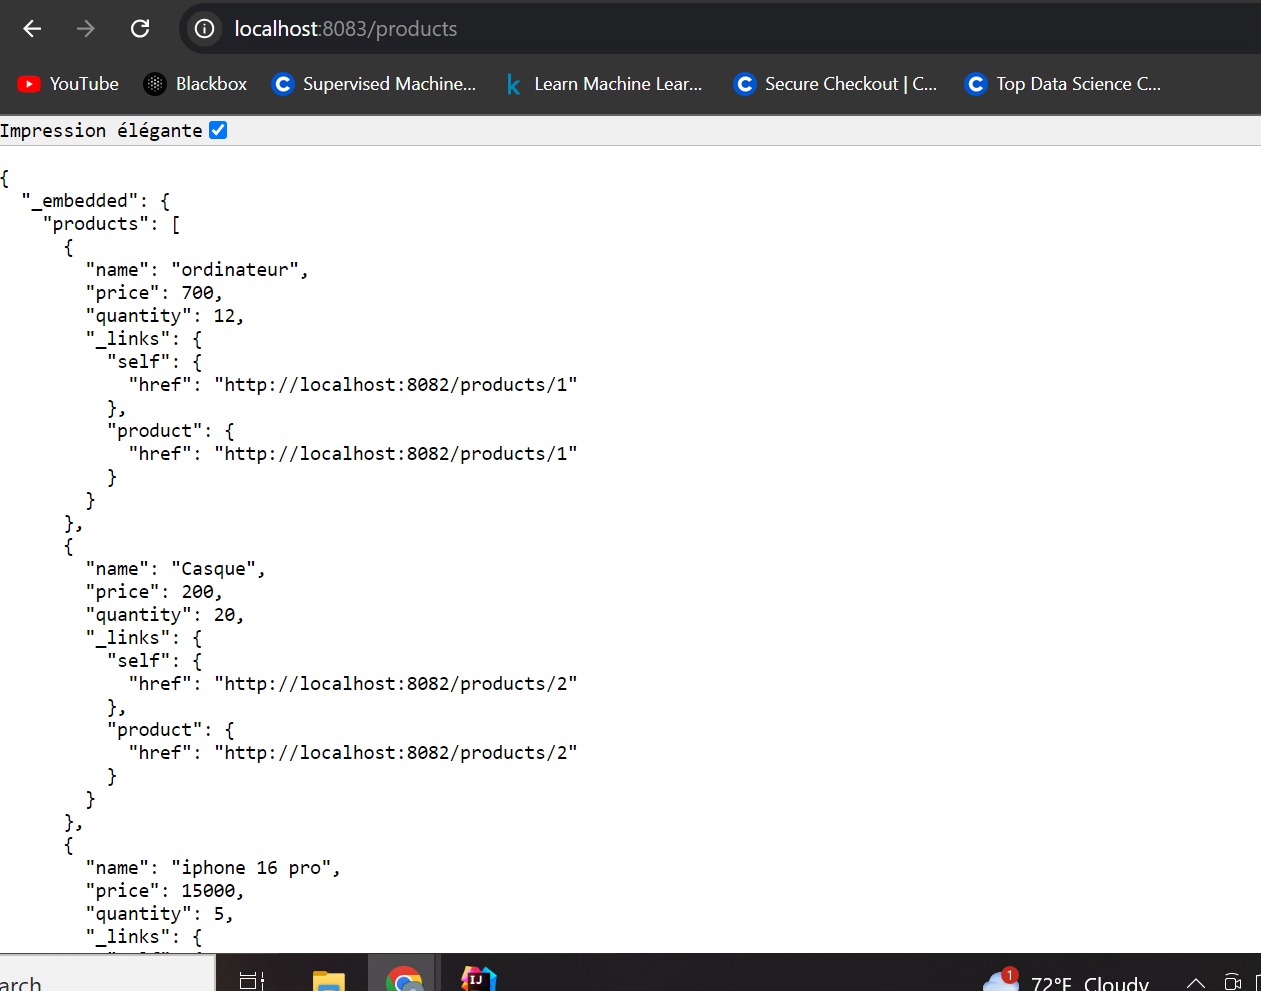 localhost:8083/products
YouTube Blackbox Supervised Machine... Learn Machine Lear... Secure Checkout | C... Top Data Science C...
Impression élégante
{
"_embedded": {
"products": [
{
"name": "ordinateur",
"price": 700,
"quantity": 12,
"_links": {
"self": {
"href": "http://localhost:8082/products/1"
},
"product": {
"href": "http://localhost:8082/products/1"
}
}
},
{
"name": "Casque",
"price": 200,
"quantity": 20,
"_links": {
"self": {
"href": "http://localhost:8082/products/2"
},
"product": {
"href": "http://localhost:8082/products/2"
}
}
},
{
"name": "iphone 16 pro",
"price": 15000,
"quantity": 5,
"_links": {
arch 1 72°F Cloudy